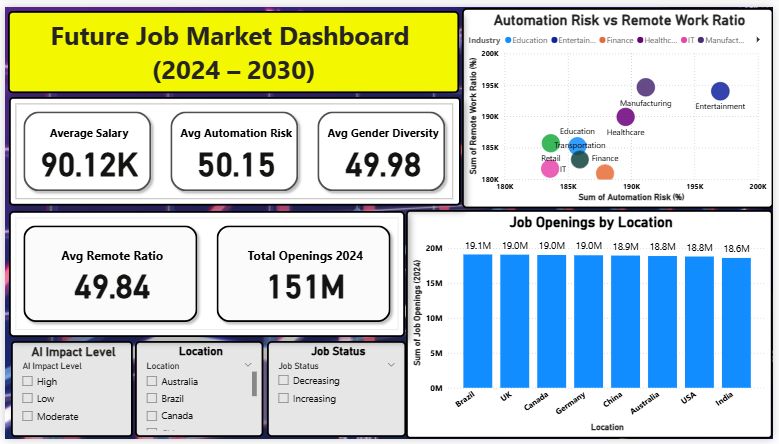 Future Job Market Dashboard
(2024 – 2030)
Average Salary
90.12K
Avg Automation Risk
50.15
Avg Gender Diversity
49.98
Avg Remote Ratio
49.84
Total Openings 2024
151M
AI Impact Level
AI Impact Level
High
Low
Moderate
Location
Location
Australia
Brazil
Canada
Job Status
Job Status
Decreasing
Increasing
Automation Risk vs Remote Work Ratio
Industry Education Entertain... Finance Healthc... IT Manufact...
Sum of Remote Work Ratio (%)
200K
195K
190K
185K
180K
Manufacturing
Entertainment
Healthcare
Education
Transportation
Retail
Finance
IT
180K 185K 190K 195K 200K
Sum of Automation Risk (%)
Job Openings by Location
Sum of Job Openings (2024)
20M
15M
10M
5M
0M
19.1M 19.0M 19.0M 19.0M 18.9M 18.8M 18.8M 18.6M
Brazil UK Canada Germany China Australia USA India
Location